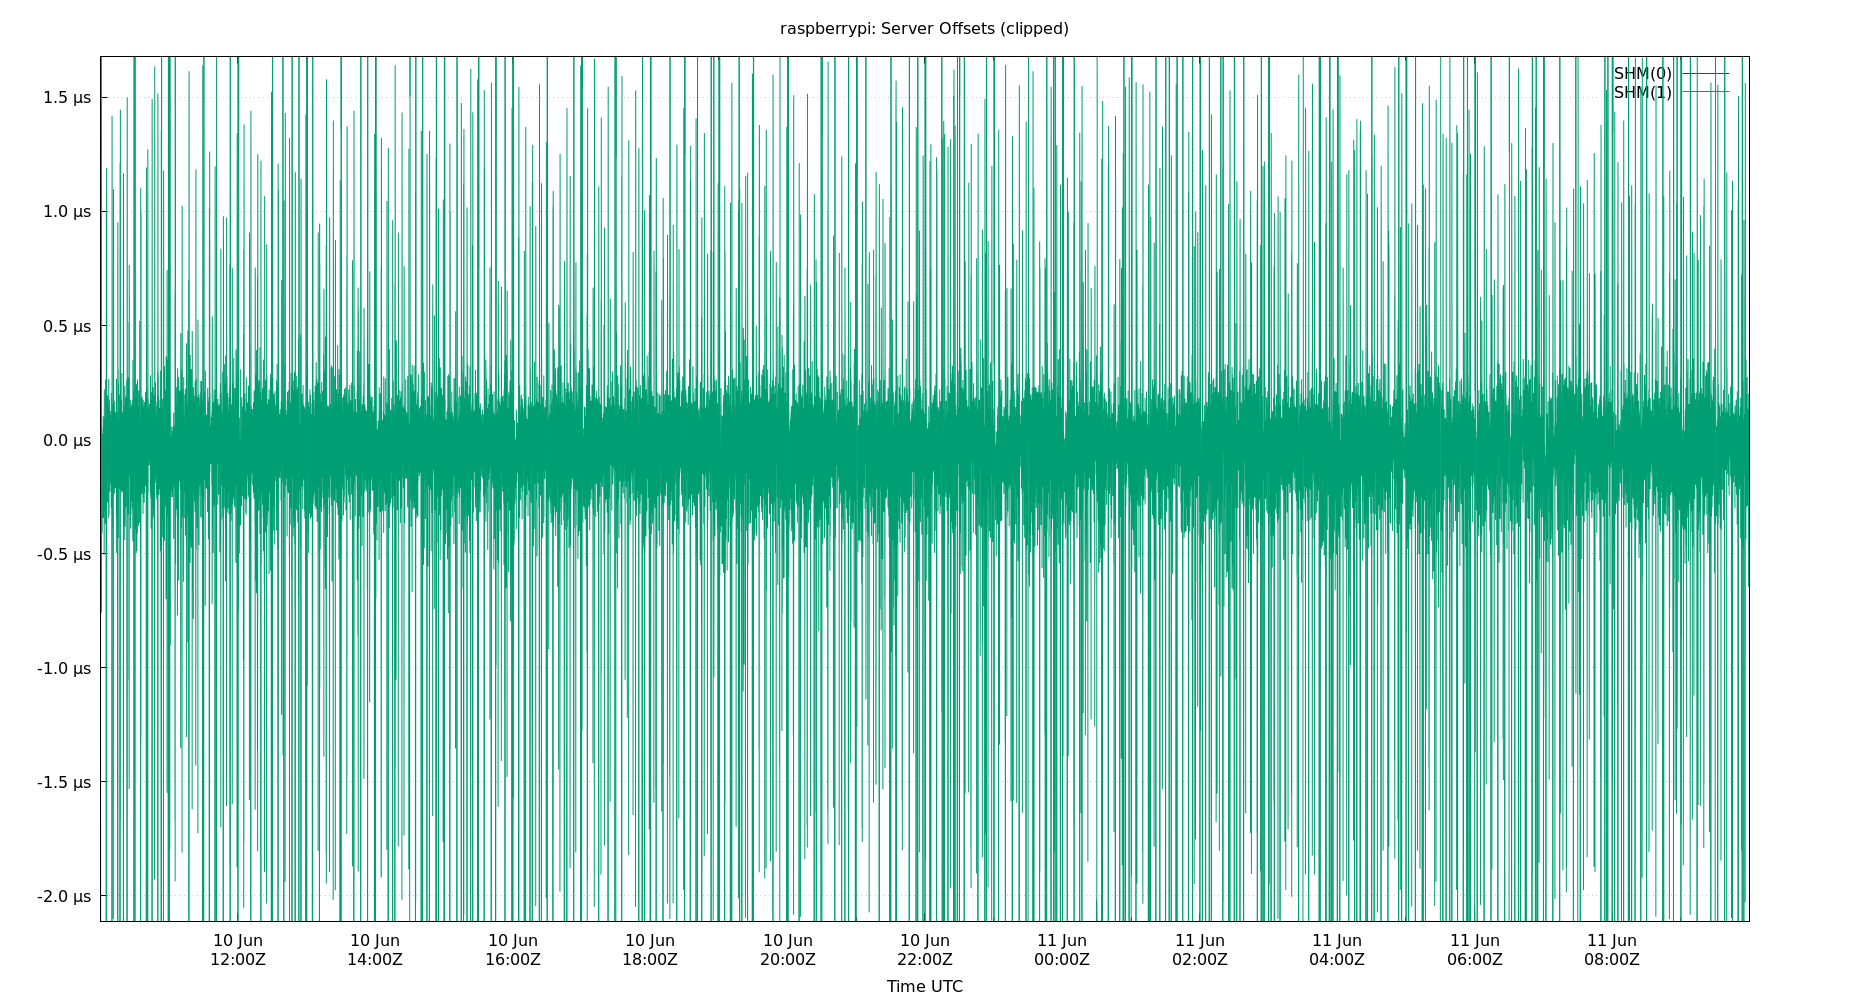 raspberrypi: Server Offsets (clipped)
SHM(0)
SHM(1)
1.5 µs
1.0 µs
0.5 µs
0.0 µs
-0.5 µs
-1.0 µs
-1.5 µs
-2.0 µs
10 Jun 10 Jun 10 Jun 10 Jun 10 Jun 10 Jun 11 Jun 11 Jun 11 Jun 11 Jun 11 Jun
12:00Z 14:00Z 16:00Z 18:00Z 20:00Z 22:00Z 00:00Z 02:00Z 04:00Z 06:00Z 08:00Z
Time UTC